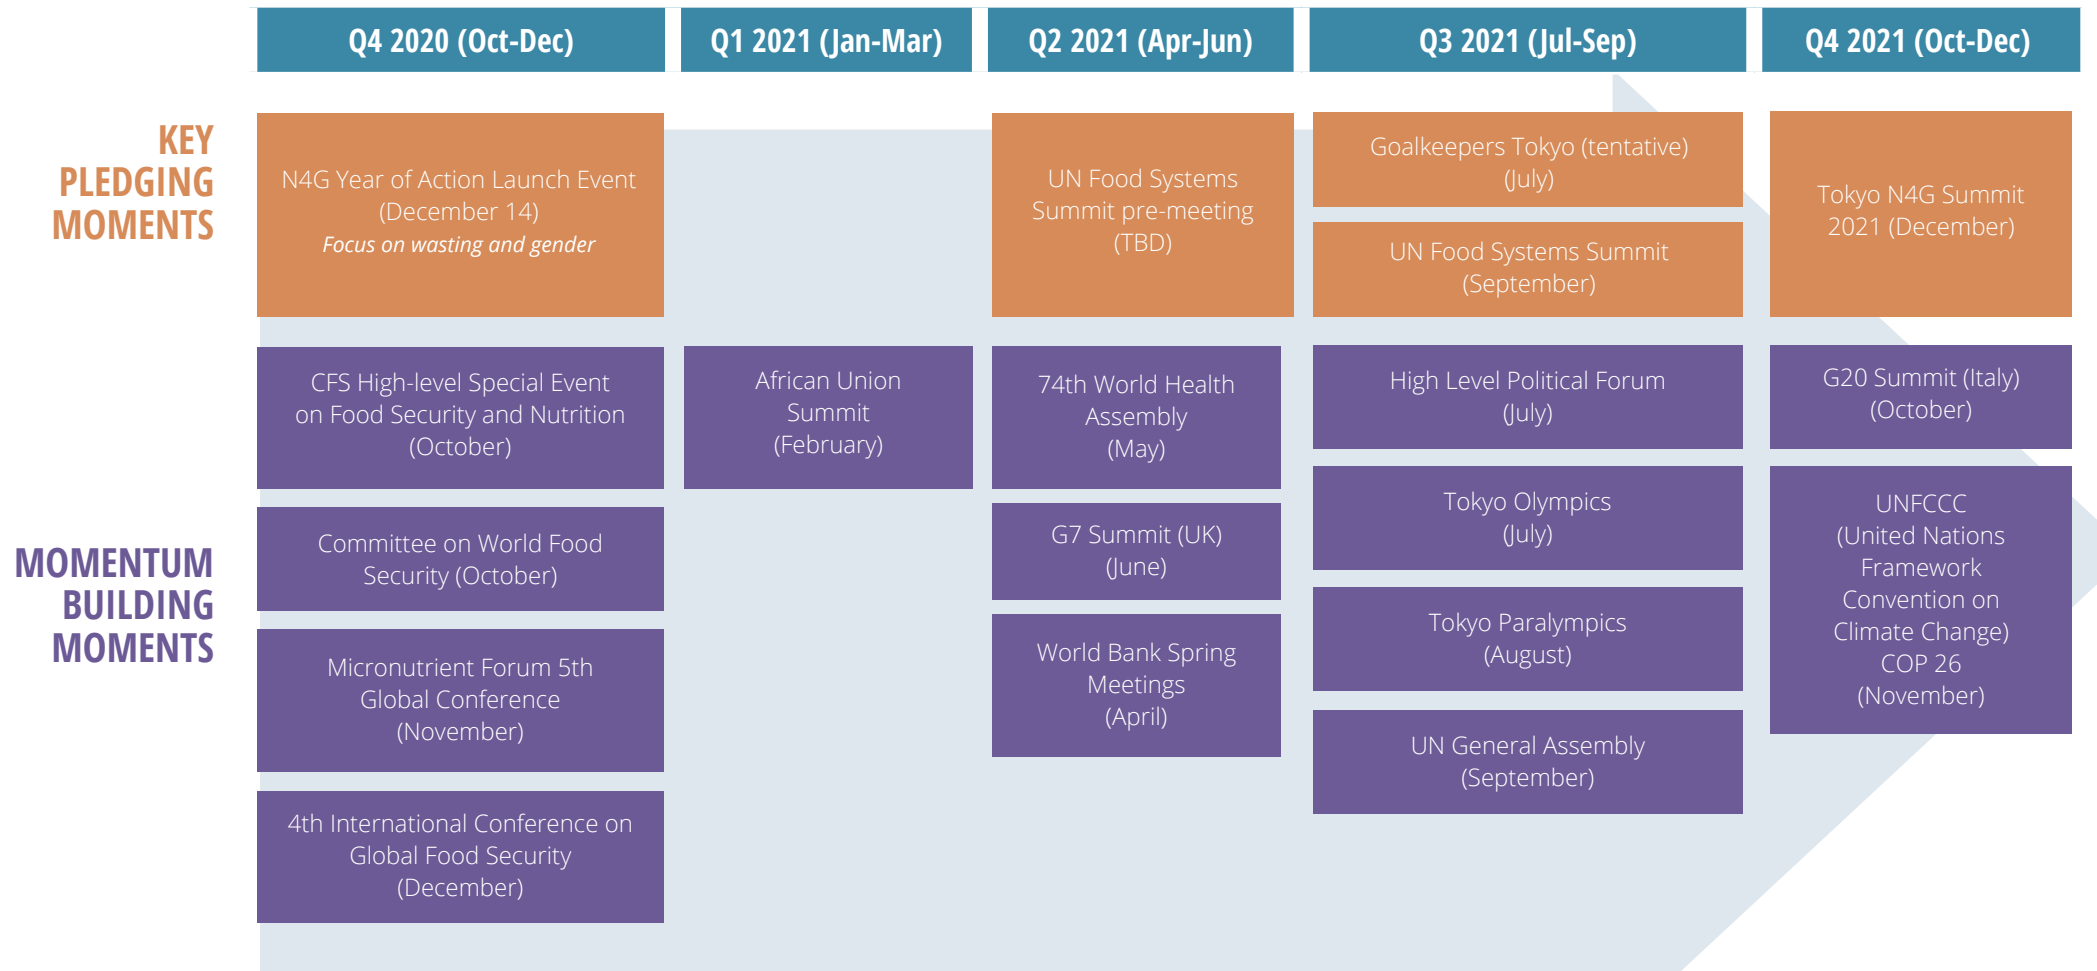 Q4 2020 (Oct-Dec)
Q1 2021 (Jan-Mar)
Q2 2021 (Apr-Jun)
Q3 2021 (Jul-Sep)
Q4 2021 (Oct-Dec)
KEY
PLEDGING
MOMENTS
N4G Year of Action Launch Event
(December 14)
Focus on wasting and gender
UN Food Systems
Summit pre-meeting
(TBD)
Goalkeepers Tokyo (tentative)
(July)
UN Food Systems Summit
(September)
Tokyo N4G Summit
2021 (December)
MOMENTUM
BUILDING
MOMENTS
CFS High-level Special Event
on Food Security and Nutrition
(October)
Committee on World Food
Security (October)
Micronutrient Forum 5th
Global Conference
(November)
4th International Conference on
Global Food Security
(December)
African Union
Summit
(February)
74th World Health
Assembly
(May)
G7 Summit (UK)
(June)
World Bank Spring
Meetings
(April)
High Level Political Forum
(July)
Tokyo Olympics
(July)
Tokyo Paralympics
(August)
UN General Assembly
(September)
G20 Summit (Italy)
(October)
UNFCCC
(United Nations
Framework
Convention on
Climate Change)
COP 26
(November)